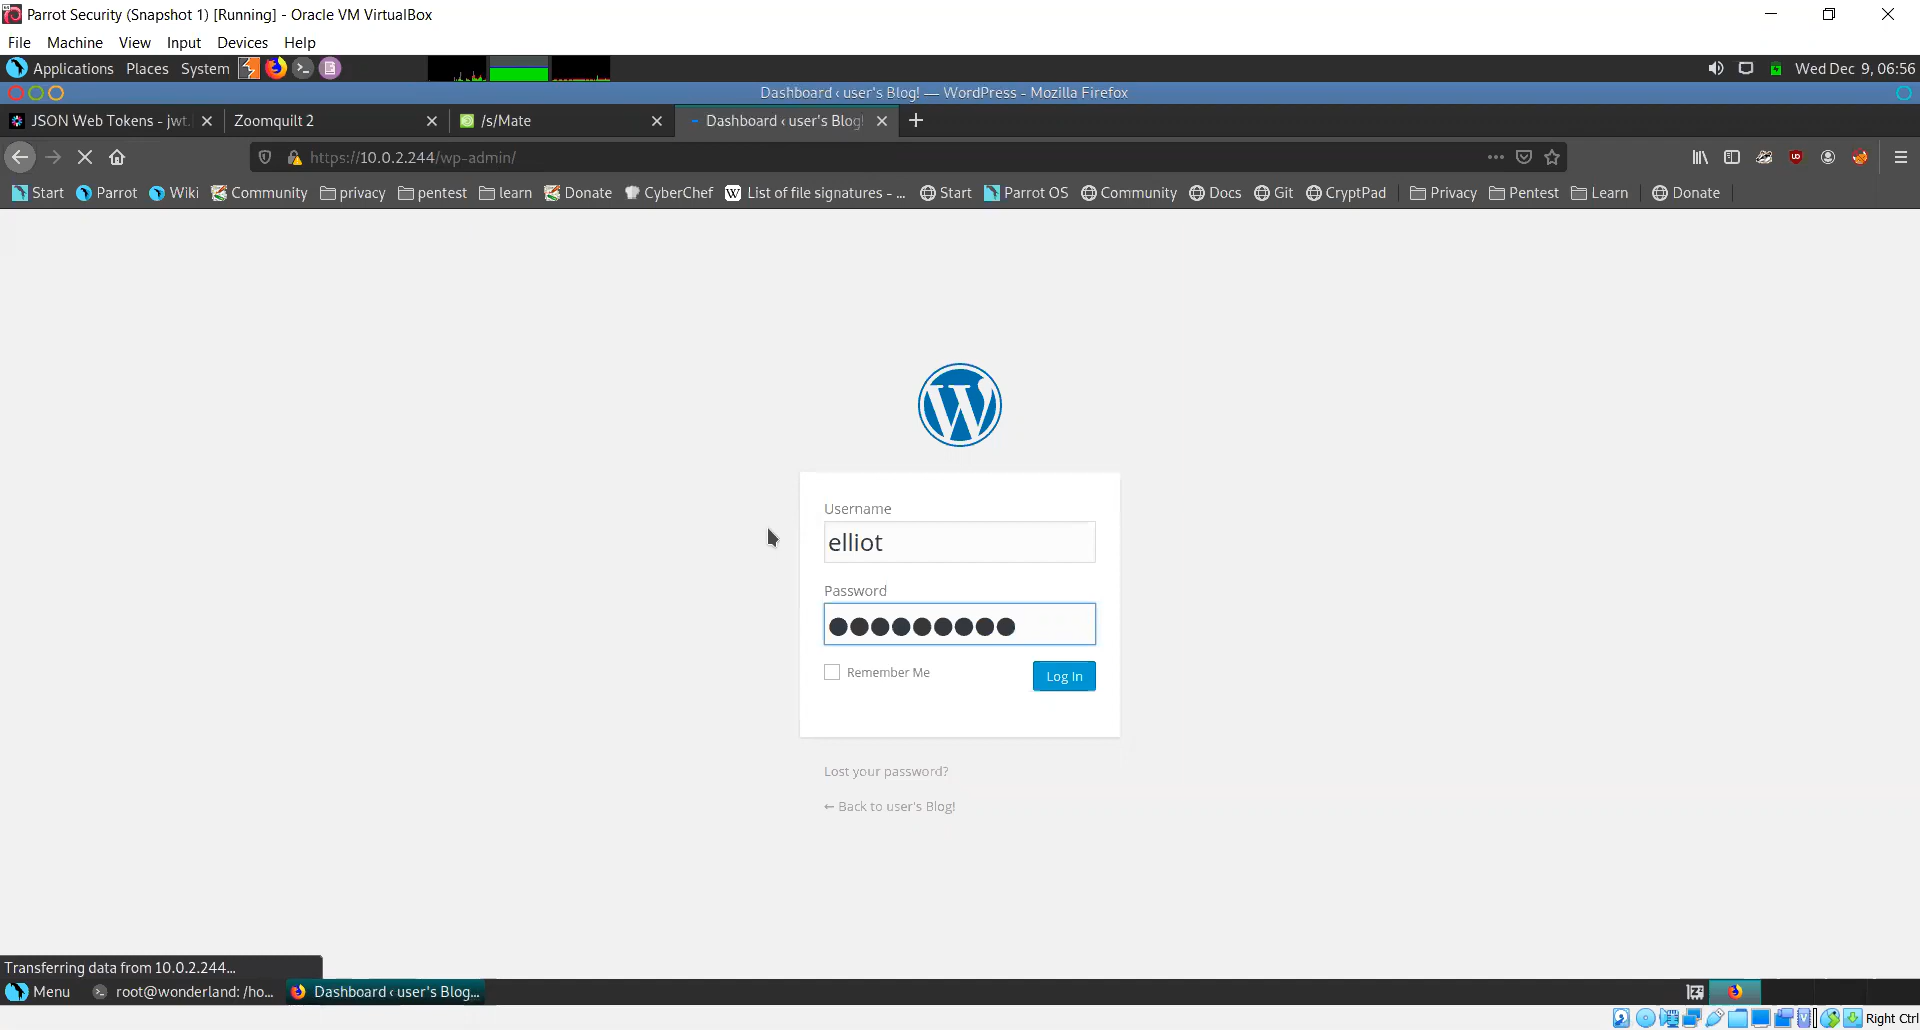 Parrot Security (Snapshot 1) [Running] - Oracle VM VirtualBox
File Machine View Input Devices Help
Applications Places System Wed Dec 9, 06:56
Dashboard ‹ user's Blog! — WordPress - Mozilla Firefox
JSON Web Tokens - jwt. Zoomquilt 2 /s/Mate Dashboard ‹ user's Blog!
https://10.0.2.244/wp-admin/
Start Parrot Wiki Community privacy pentest learn Donate CyberChef List of file signatures - ... Start Parrot OS Community Docs Git CryptPad Privacy Pentest Learn Donate
Username
elliot
Password
Remember Me Log In
Lost your password?
← Back to user's Blog!
Transferring data from 10.0.2.244...
Menu root@wonderland: /ho... Dashboard ‹ user's Blog...
Right Ctrl